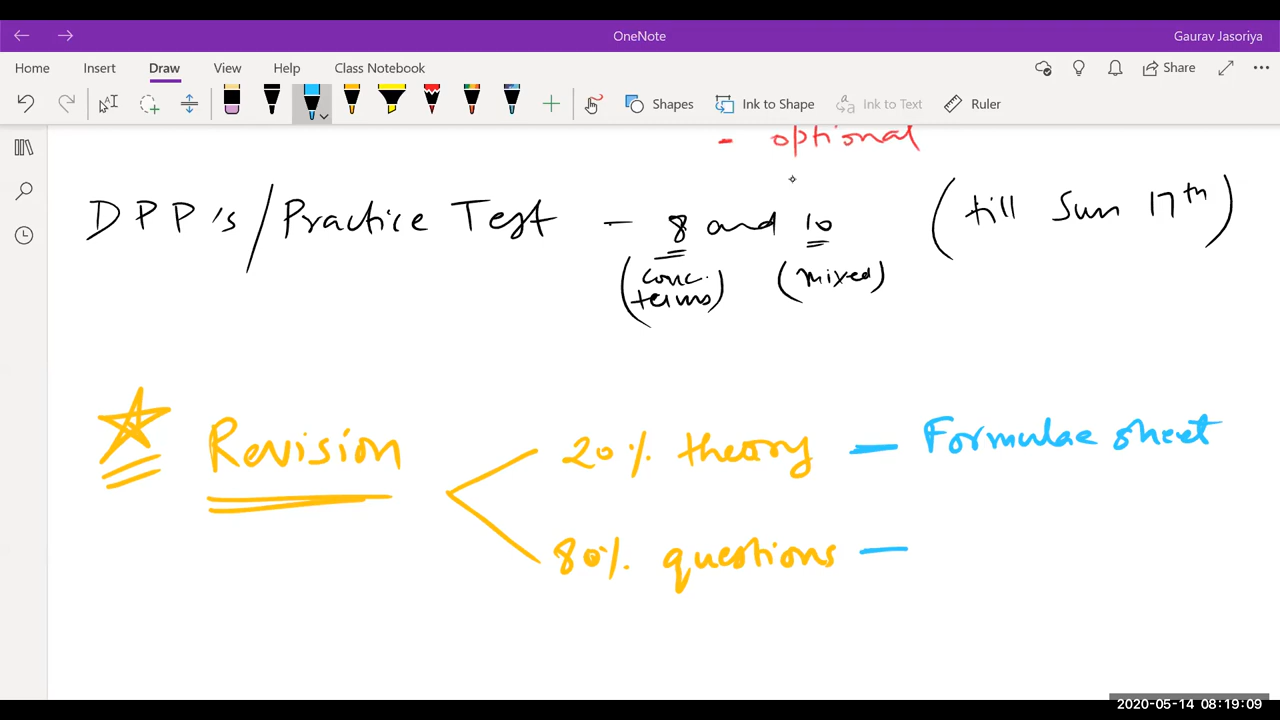 OneNote
Gaurav Jasoriya
Home Insert Draw View Help Class Notebook Share
Shapes Ink to Shape Ink to Text Ruler
- optional
DPP's/Practice Test - 8 and 10 (till Sun 17th)
(conc. terms) (mixed)
Revision
20% theory - Formulae sheet
80% questions -
2020-05-14 08:19:09